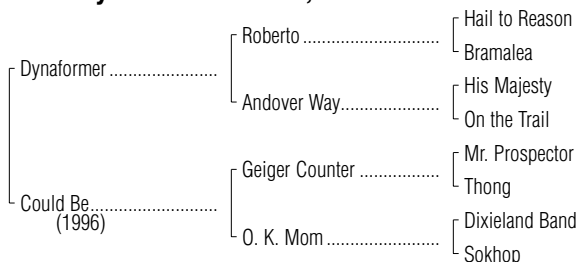 Hail to Reason
Roberto ..............................
Bramalea
Dynaformer ........................
His Majesty
Andover Way......................
On the Trail
Mr. Prospector
Geiger Counter ..................
Thong
Could Be............................
(1996)
Dixieland Band
O. K. Mom .........................
Sokhop